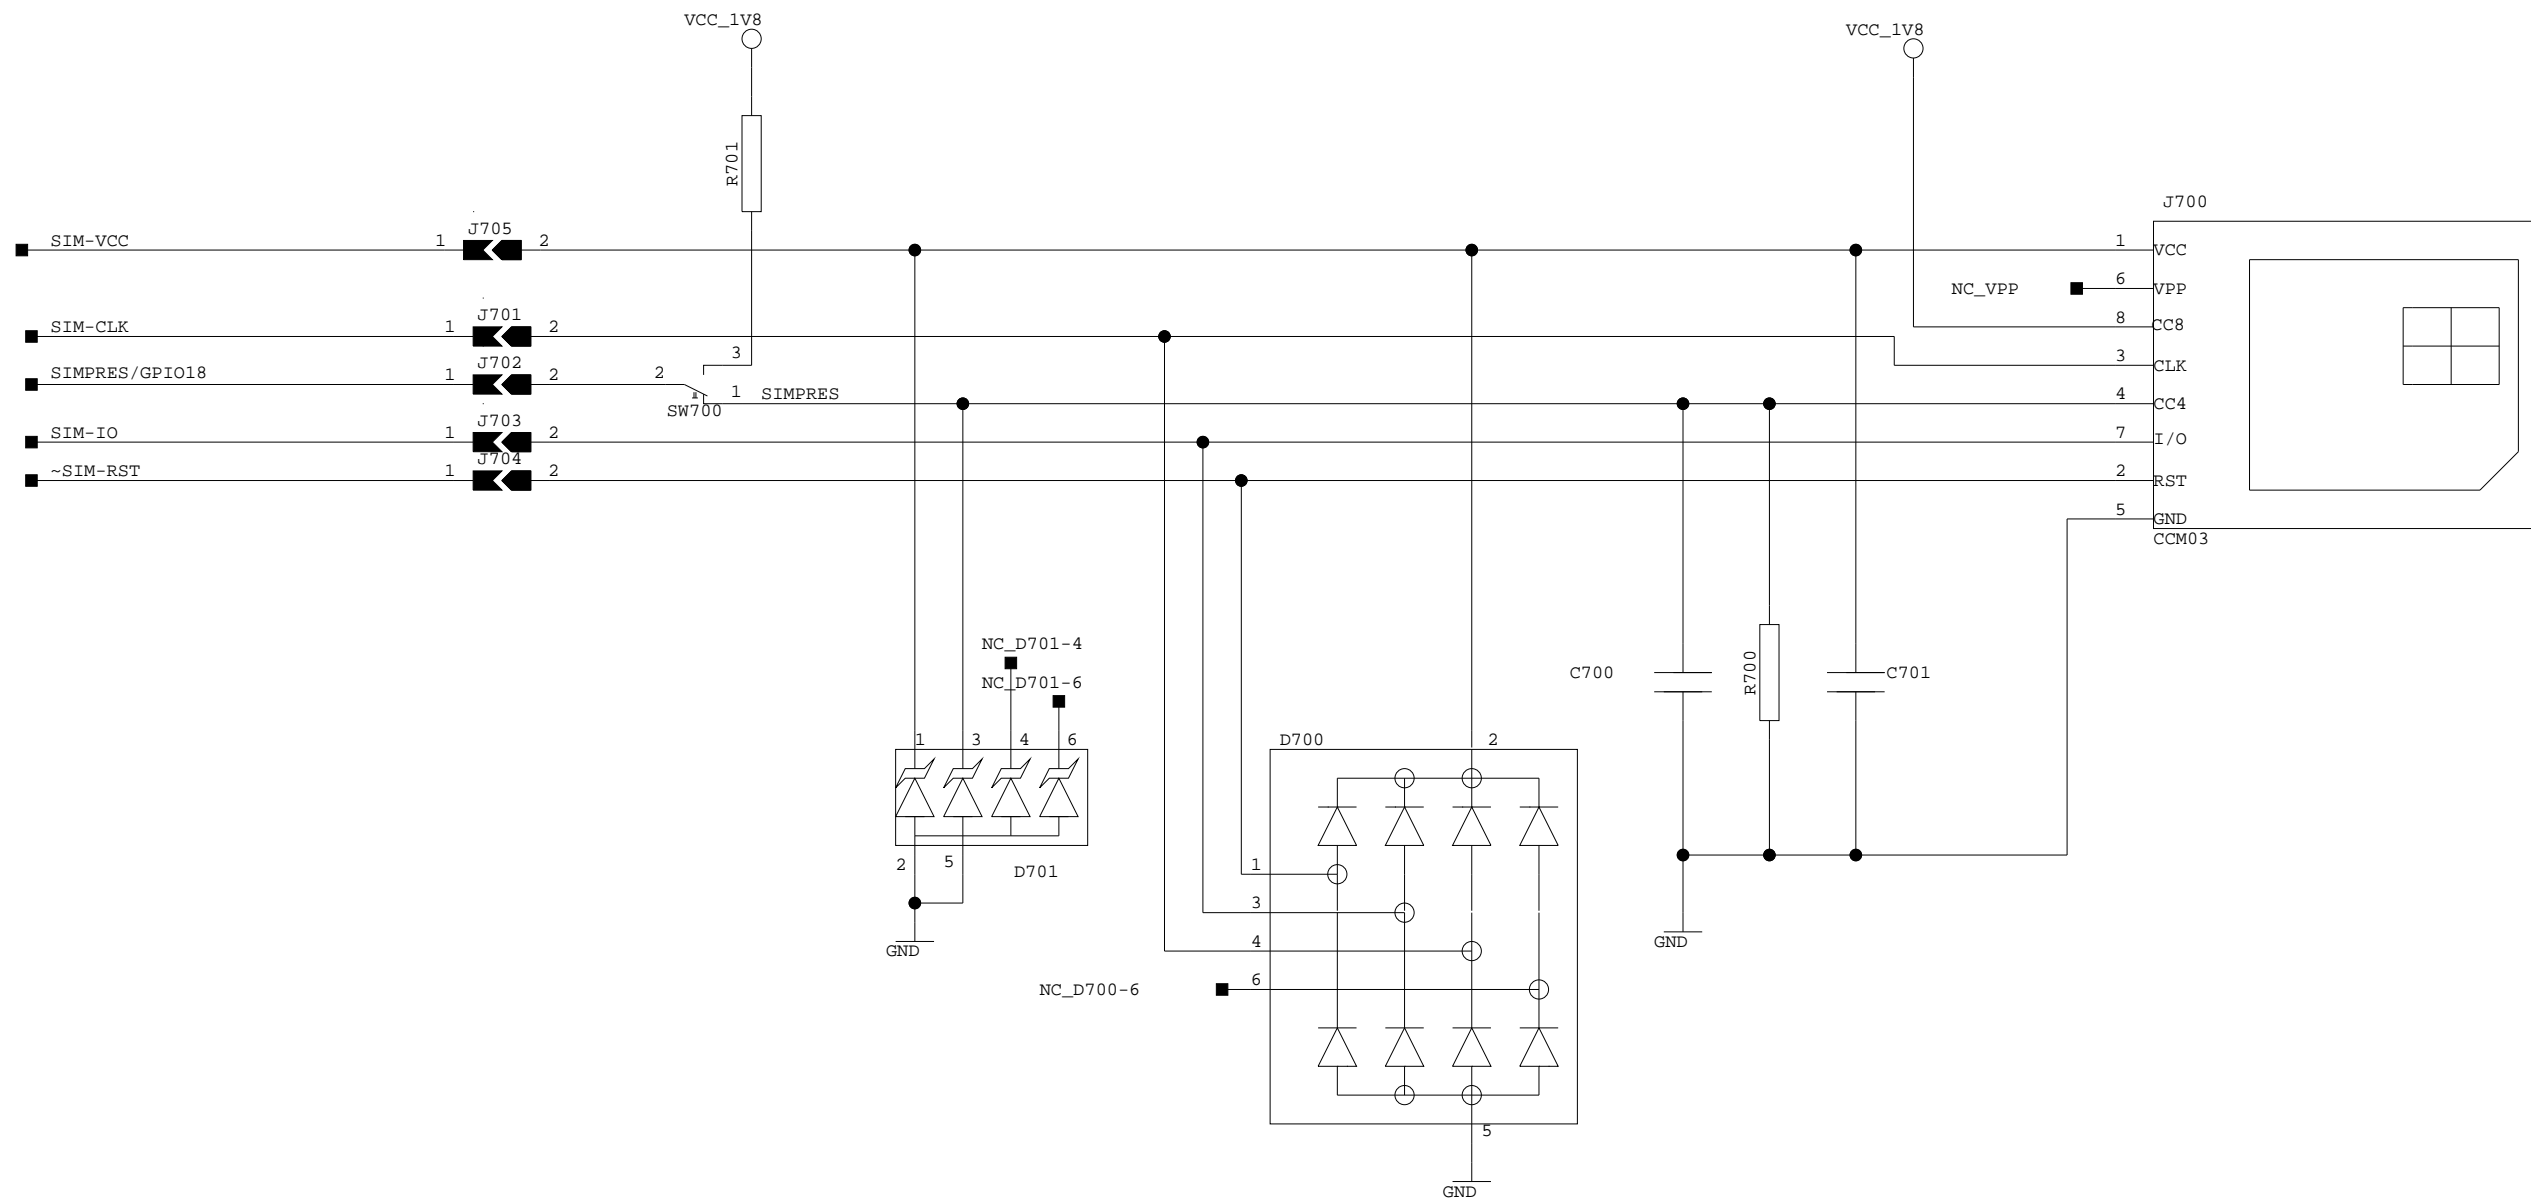 VCC_1V8
VCC_1V8
R701
J700
J705
SIM-VCC
1
2
1
VCC
NC_VPP
6
VPP
J701
SIM-CLK
1
2
8
CC8
J702
3
3
CLK
SIMPRES/GPIO18
1
2
2
1
SIMPRES
4
CC4
SW700
J703
SIM-IO
1
2
7
I/O
J704
~SIM-RST
1
2
2
RST
5
GND
CCM03
NC_D701-4
NC_D701-6
C700
R700
C701
1
3
4
6
D700
2
2
5
D701
1
3
GND
4
GND
6
NC_D700-6
5
GND